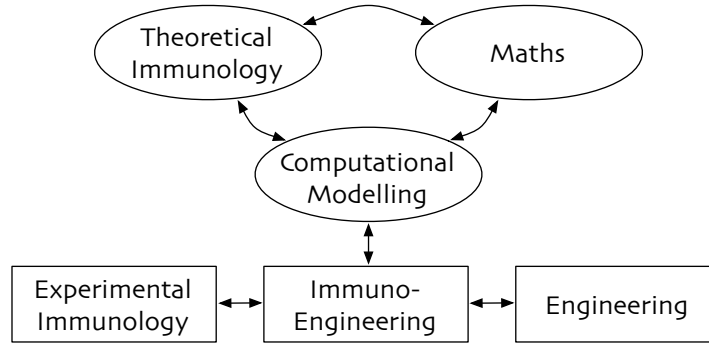 Theoretical
Immunology
Maths
Computational
Modelling
Experimental
Immunology
Immuno-
Engineering
Engineering